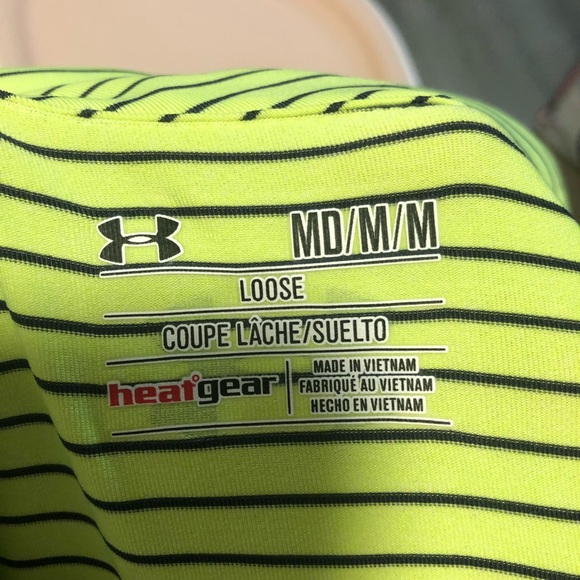 MD/M/M
LOOSE
COUPE LÂCHE/SUELTO
heatgear
MADE IN VIETNAM
FABRIQUÉ AU VIETNAM
HECHO EN VIETNAM